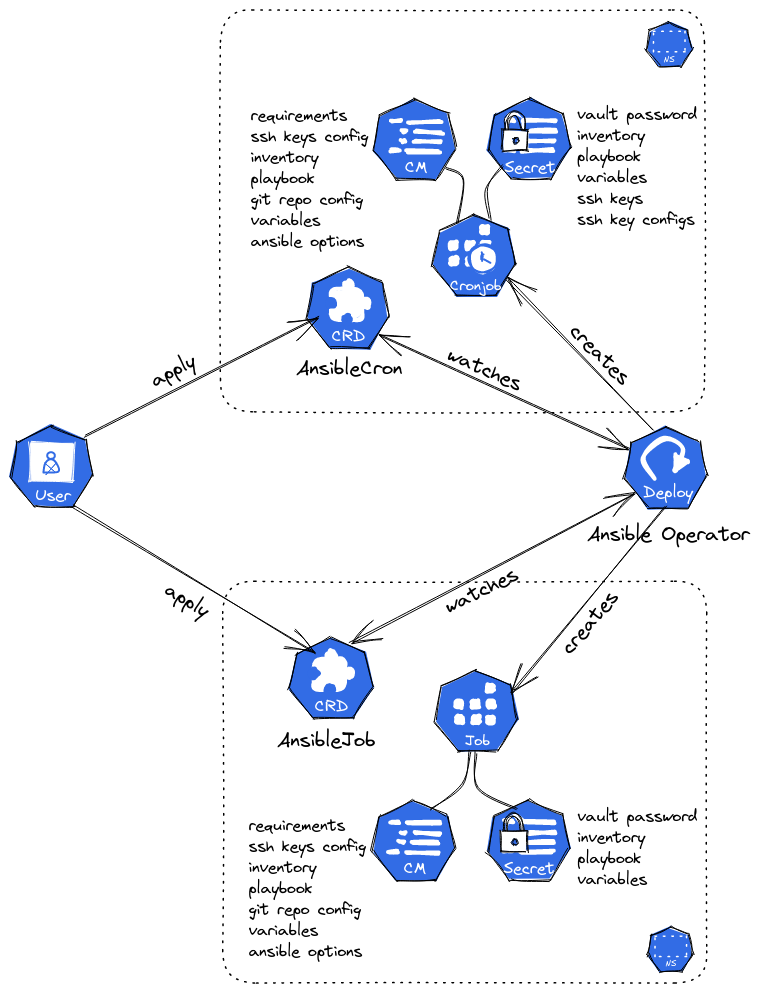 NS
requirements
ssh keys config
inventory
playbook
git repo config
variables
ansible options
CM
Secret
vault password
inventory
playbook
variables
ssh keys
ssh key configs
Cronjob
CRD
AnsibleCron
apply
watches
creates
User
Deploy
Ansible Operator
apply
watches
creates
CRD
AnsibleJob
Job
requirements
ssh keys config
inventory
playbook
git repo config
variables
ansible options
CM
Secret
vault password
inventory
playbook
variables
NS